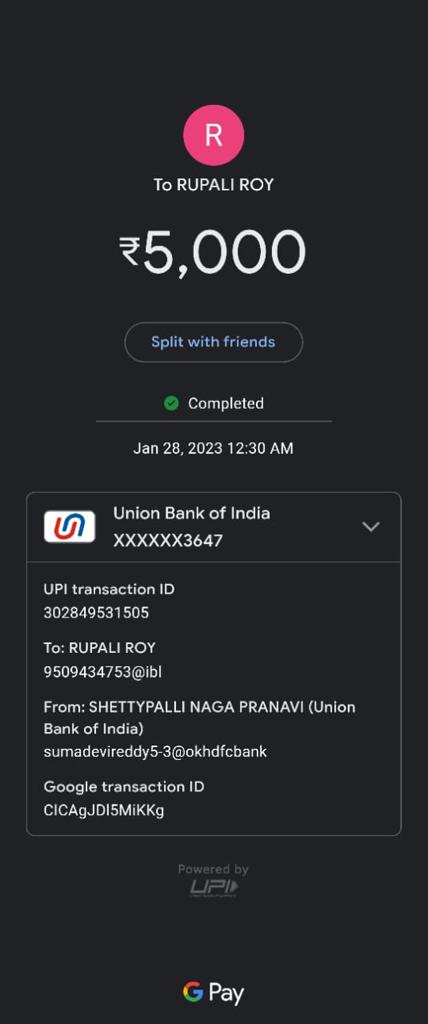 R
To RUPALI ROY
₹5,000
Split with friends
Completed
Jan 28, 2023 12:30 AM
Union Bank of India
XXXXXX3647
UPI transaction ID
302849531505
To: RUPALI ROY
9509434753@ibl
From: SHETTYPALLI NAGA PRANAVI (Union
Bank of India)
sumadevireddy5-3@okhdfcbank
Google transaction ID
CICAgJDI5MiKKg
Powered by
UPI
G Pay